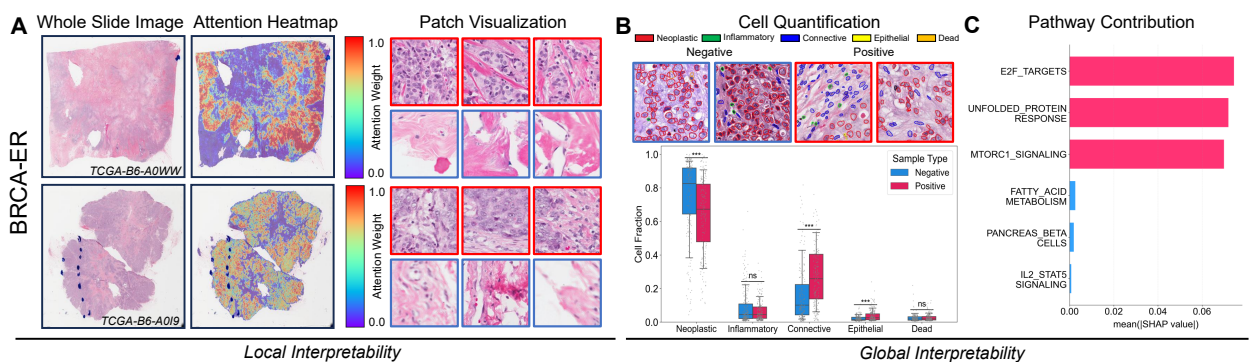 A
Whole Slide Image
Attention Heatmap
Patch Visualization
BRCA-ER
TCGA-B6-A0WW
1.0
Attention Weight
0.0
TCGA-B6-A0I9
1.0
Attention Weight
0.0
Local Interpretability
B
Cell Quantification
Neoplastic Inflammatory Connective Epithelial Dead
Negative
Positive
Cell Fraction
1.0
0.8
0.6
0.4
0.2
0.0
***
ns
***
***
ns
Sample Type
Negative
Positive
Neoplastic Inflammatory Connective Epithelial Dead
C
Pathway Contribution
E2F_TARGETS
UNFOLDED_PROTEIN
RESPONSE
MTORC1_SIGNALING
FATTY_ACID
METABOLISM
PANCREAS_BETA
CELLS
IL2_STAT5
SIGNALING
0.00 0.02 0.04 0.06
mean(|SHAP value|)
Global Interpretability